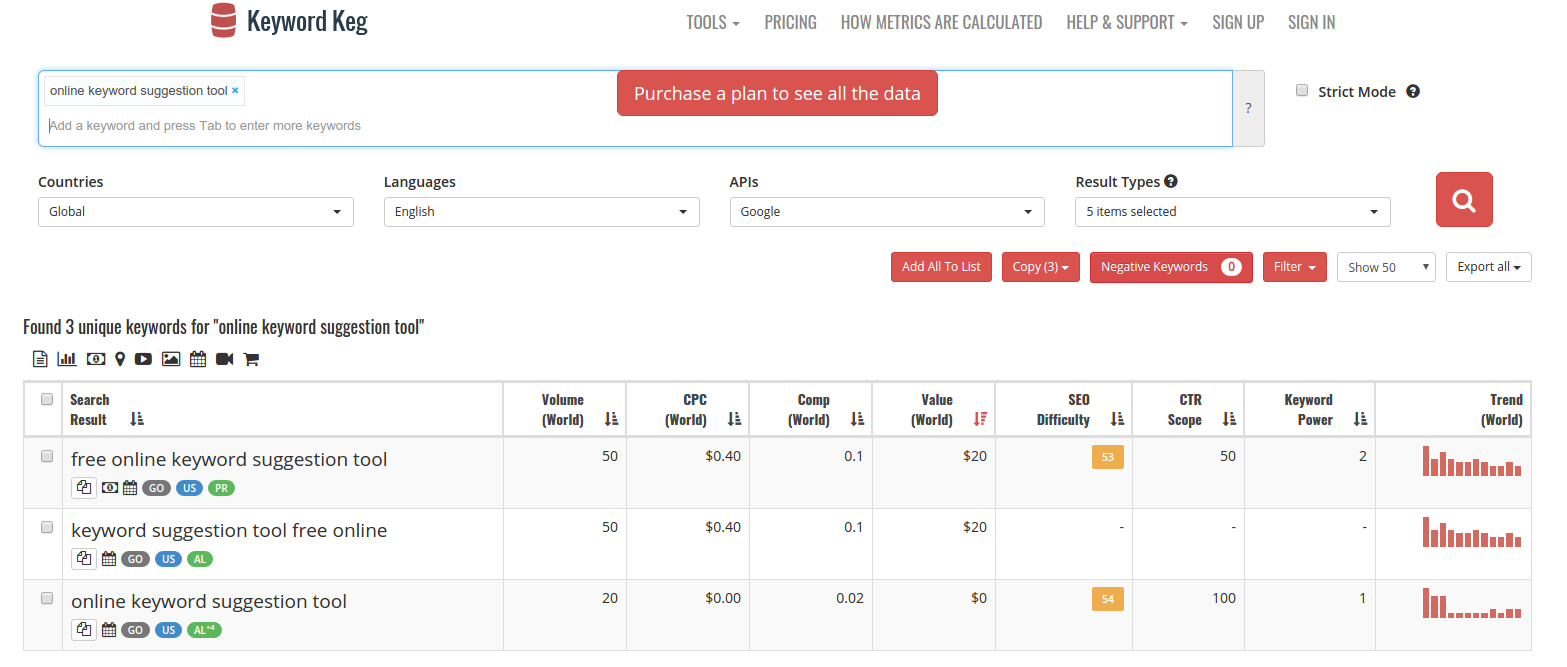 Keyword Keg
TOOLS PRICING HOW METRICS ARE CALCULATED HELP & SUPPORT SIGN UP SIGN IN
online keyword suggestion tool ×
Purchase a plan to see all the data
Add a keyword and press Tab to enter more keywords
?
Strict Mode ?
Countries Languages APIs Result Types ?
Global English Google 5 items selected
Add All To List Copy (3) Negative Keywords 0 Filter Show 50 Export all
Found 3 unique keywords for "online keyword suggestion tool"
Search Volume CPC Comp Value SEO CTR Keyword Trend
Result (World) (World) (World) (World) Difficulty Scope Power (World)
free online keyword suggestion tool 50 $0.40 0.1 $20 53 50 2
GO US PR
keyword suggestion tool free online 50 $0.40 0.1 $20 - - -
GO US AL
online keyword suggestion tool 20 $0.00 0.02 $0 54 100 1
GO US AL+4